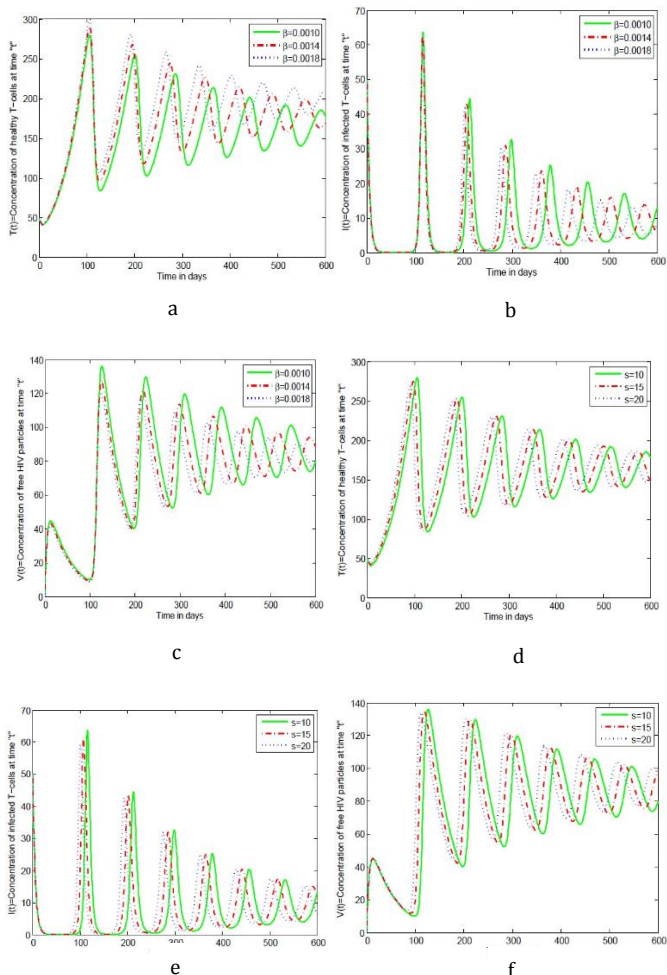 T(t)=Concentration of healthy T-cells at time "t"
300
250
200
150
100
50
0
0 100 200 300 400 500 600
Time in days
β=0.0010
β=0.0014
β=0.0018
a
I(t)=Concentration of infected T-cells at time "t"
70
60
50
40
30
20
10
0
0 100 200 300 400 500 600
Time in days
β=0.0010
β=0.0014
β=0.0018
b
V(t)=Concentration of free HIV particles at time "t"
140
120
100
80
60
40
20
0
0 100 200 300 400 500 600
Time in days
β=0.0010
β=0.0014
β=0.0018
c
T(t)=Concentration of healthy T-cells at time "t"
300
250
200
150
100
50
0
0 100 200 300 400 500 600
Time in days
s=10
s=15
s=20
d
I(t)=Concentration of infected T-cells at time "t"
70
60
50
40
30
20
10
0
0 100 200 300 400 500 600
s=10
s=15
s=20
e
V(t)=Concentration of free HIV particles at time "t"
140
120
100
80
60
40
20
0
0 100 200 300 400 500 600
s=10
s=15
s=20
f